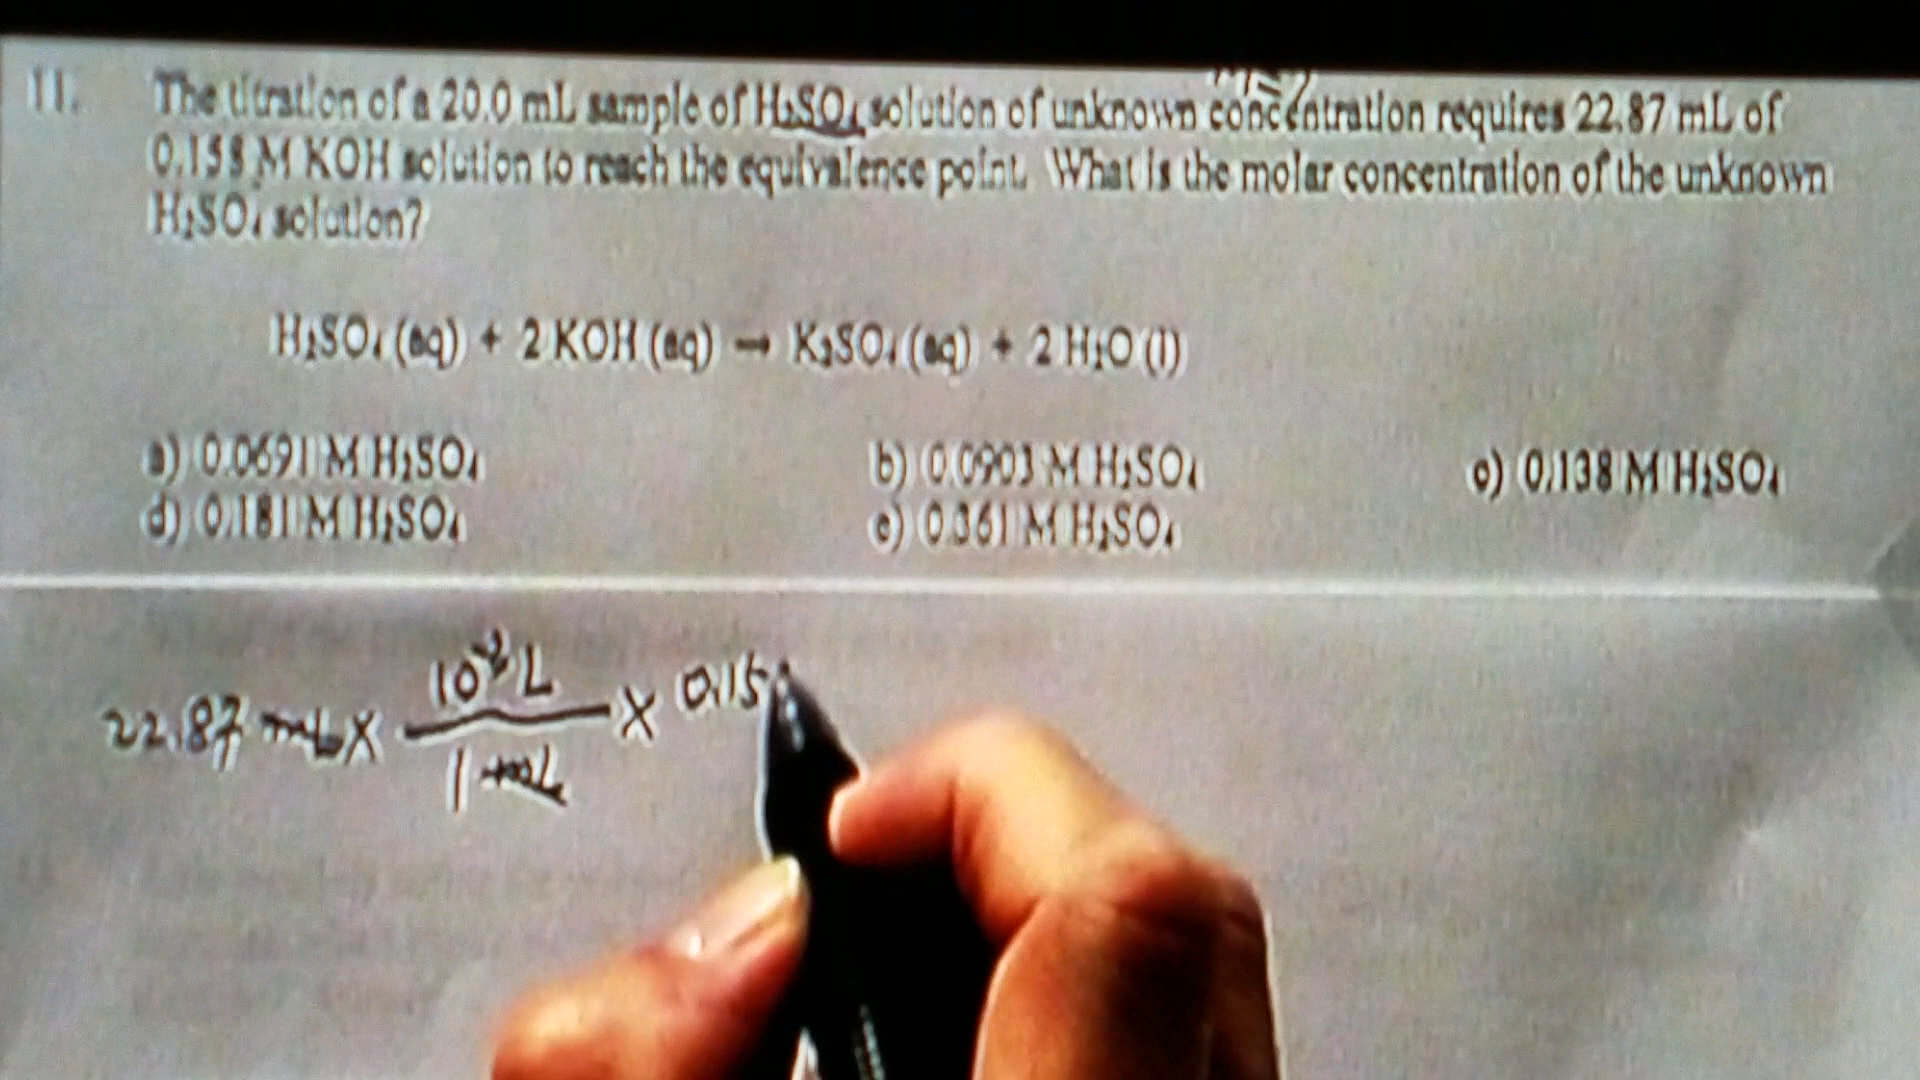 11. The titration of a 20.0 mL sample of H₂SO₄ solution of unknown concentration requires 22.87 mL of
0.158 M KOH solution to reach the equivalence point. What is the molar concentration of the unknown
H₂SO₄ solution?
H₂SO₄ (aq) + 2 KOH (aq) → K₂SO₄ (aq) + 2 H₂O (l)
a) 0.0691 M H₂SO₄ b) 0.0903 M H₂SO₄ c) 0.138 M H₂SO₄
d) 0.181 M H₂SO₄ e) 0.361 M H₂SO₄
10⁻³ L
22.87 mL x x 0.15
1 mL